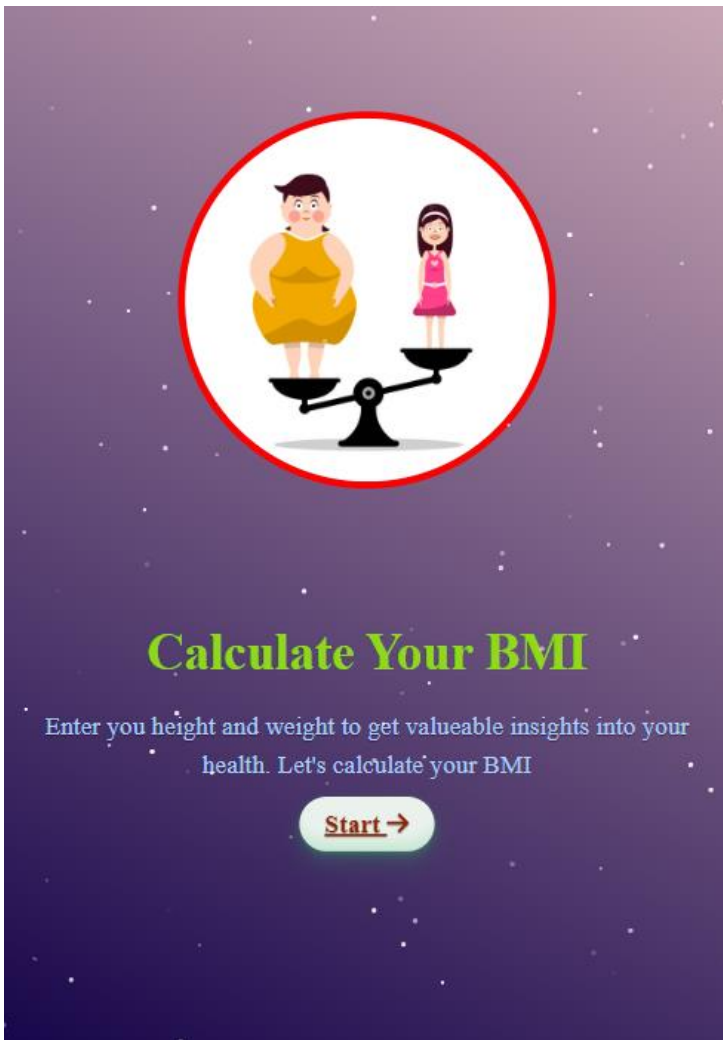 Calculate Your BMI
Enter you height and weight to get valueable insights into your
health. Let's calculate your BMI
Start →